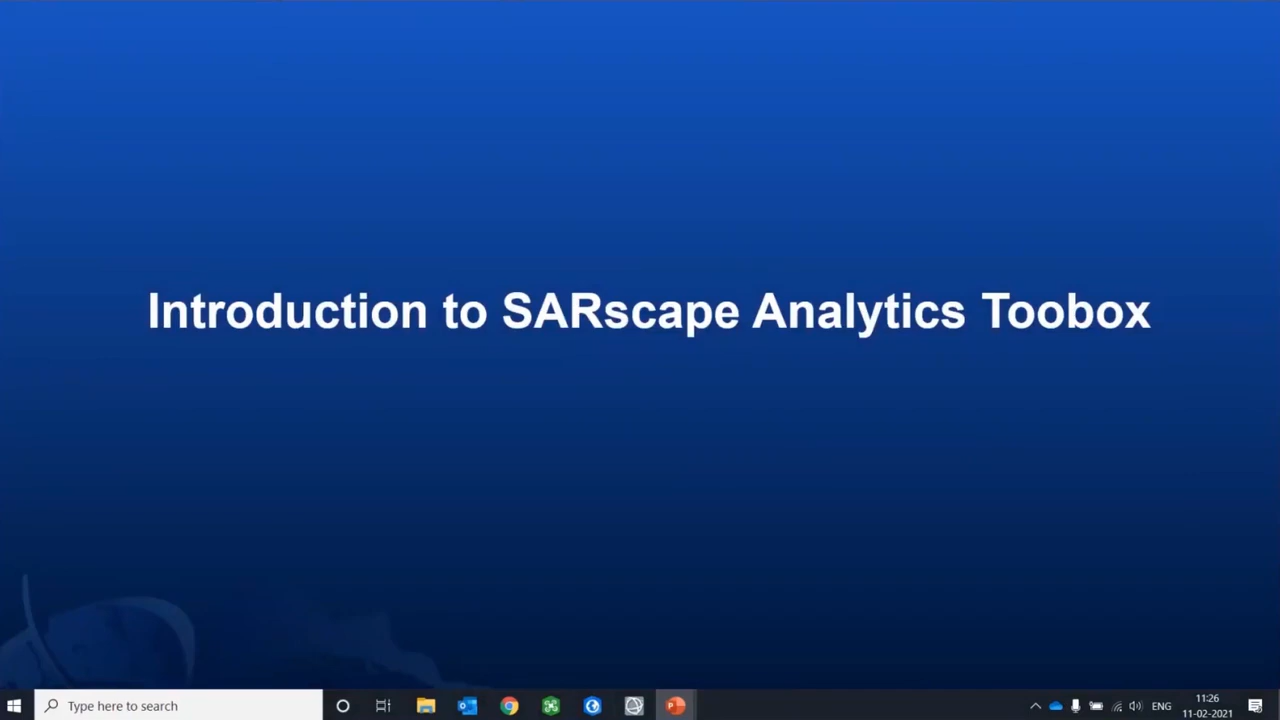 Introduction to SARscape Analytics Toobox
Type here to search
ENG
11:26
11-02-2021